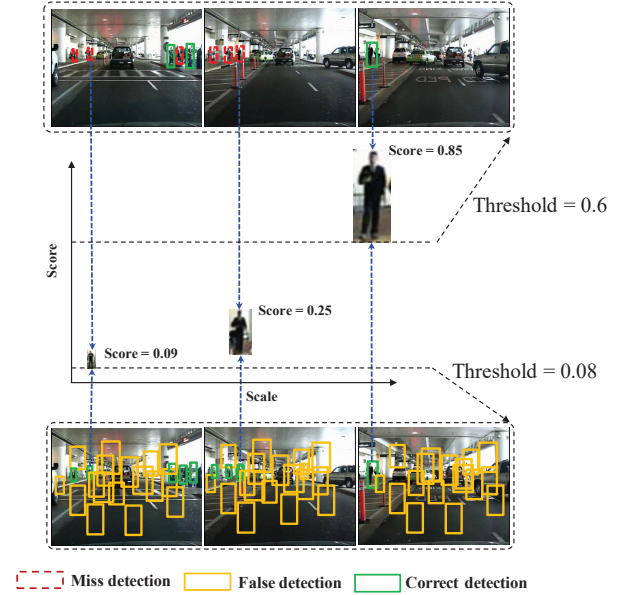 Score = 0.85
Threshold = 0.6
Score
Score = 0.25
Score = 0.09
Threshold = 0.08
Scale
Miss detection
False detection
Correct detection